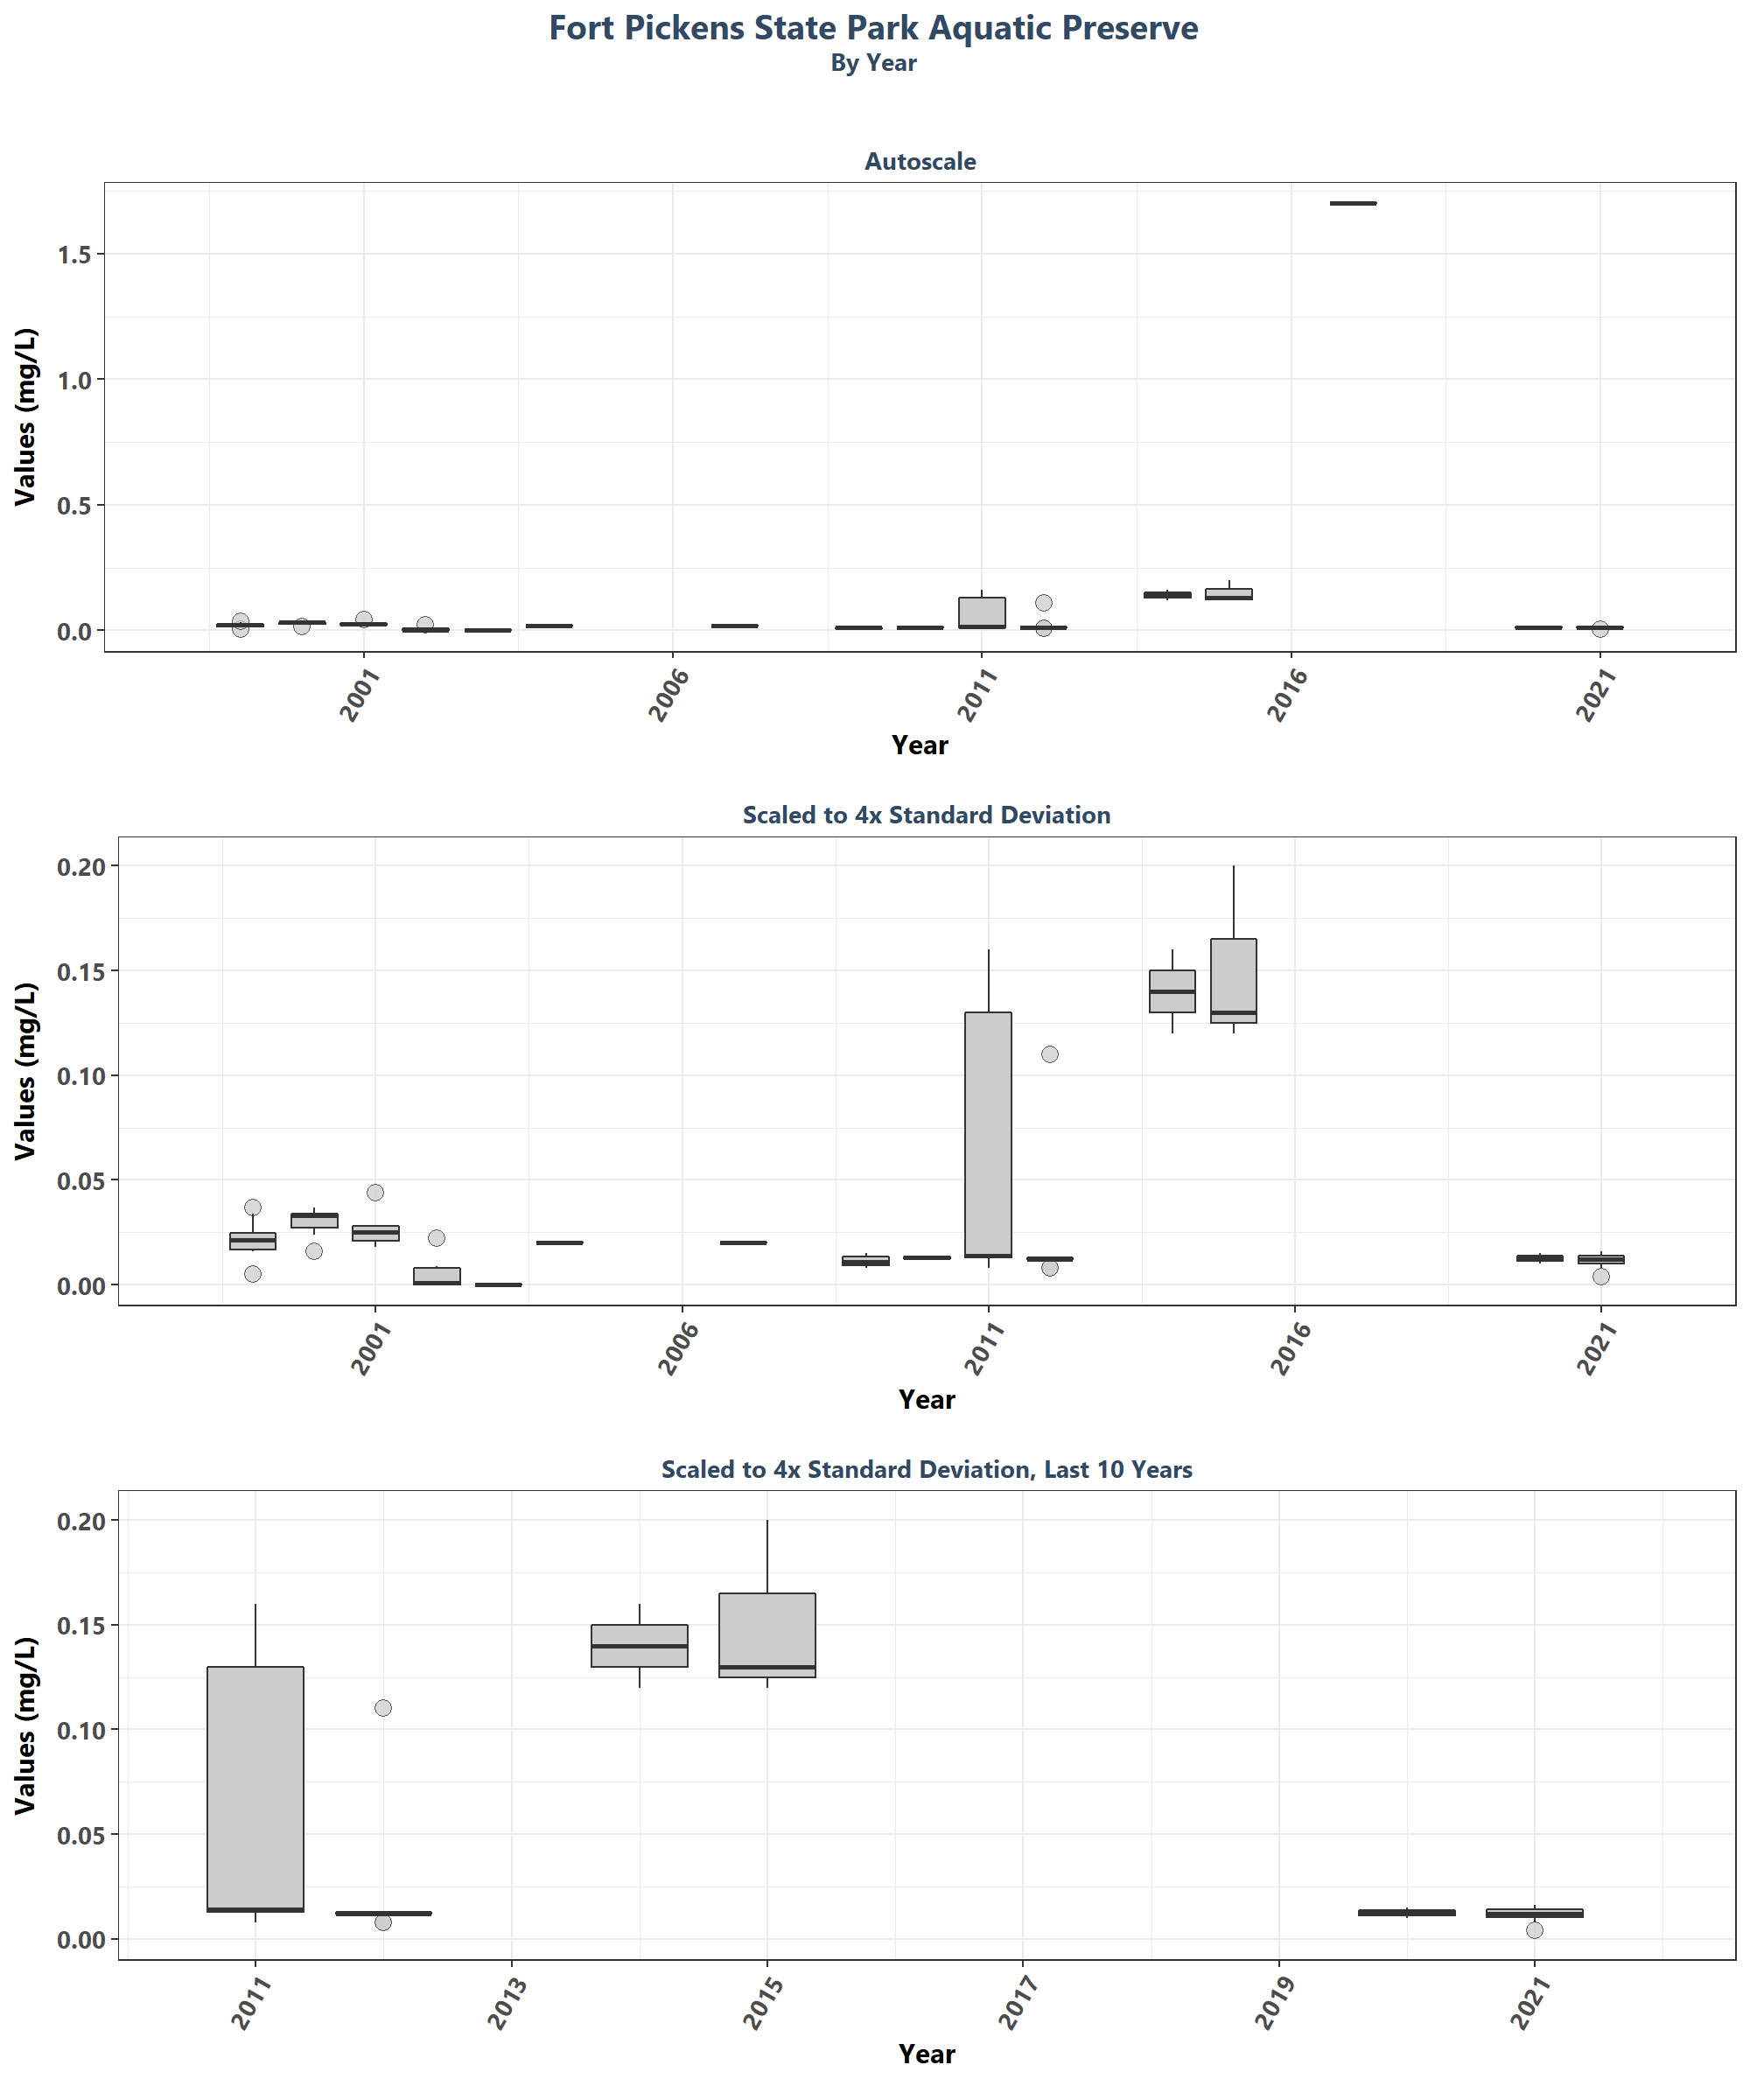 Fort Pickens State Park Aquatic Preserve
By Year
Autoscale
Values (mg/L)
1.5
1.0
0.5
0.0
2001
2006
2011
2016
2021
Year
Scaled to 4x Standard Deviation
Values (mg/L)
0.20
0.15
0.10
0.05
0.00
2001
2006
2011
2016
2021
Year
Scaled to 4x Standard Deviation, Last 10 Years
Values (mg/L)
0.20
0.15
0.10
0.05
0.00
2011
2013
2015
2017
2019
2021
Year